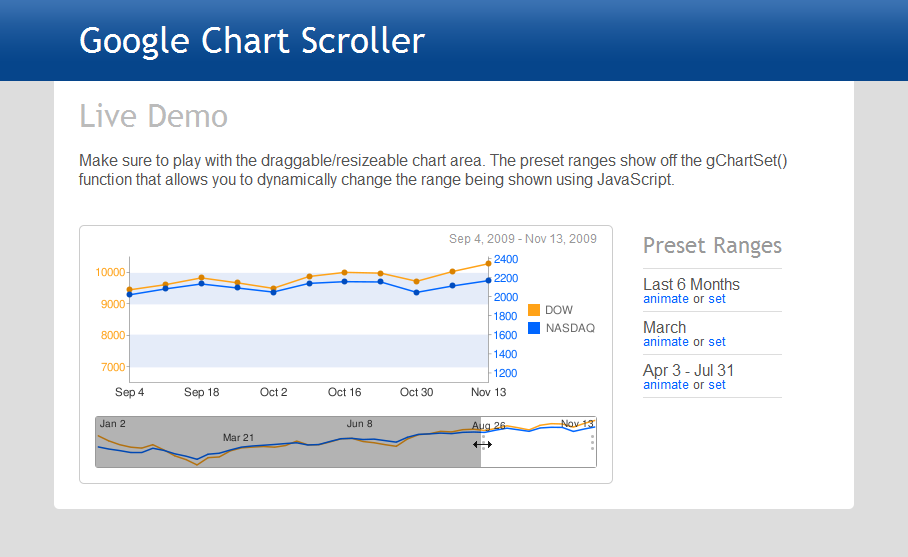 Google Chart Scroller
Live Demo
Make sure to play with the draggable/resizeable chart area. The preset ranges show off the gChartSet()
function that allows you to dynamically change the range being shown using JavaScript.
Sep 4, 2009 - Nov 13, 2009
10000
9000
8000
7000
2400
2200
2000
1800
1600
1400
1200
DOW
NASDAQ
Sep 4 Sep 18 Oct 2 Oct 16 Oct 30 Nov 13
Jan 2 Mar 21 Jun 8 Aug 26 Nov 13
Preset Ranges
Last 6 Months
animate or set
March
animate or set
Apr 3 - Jul 31
animate or set